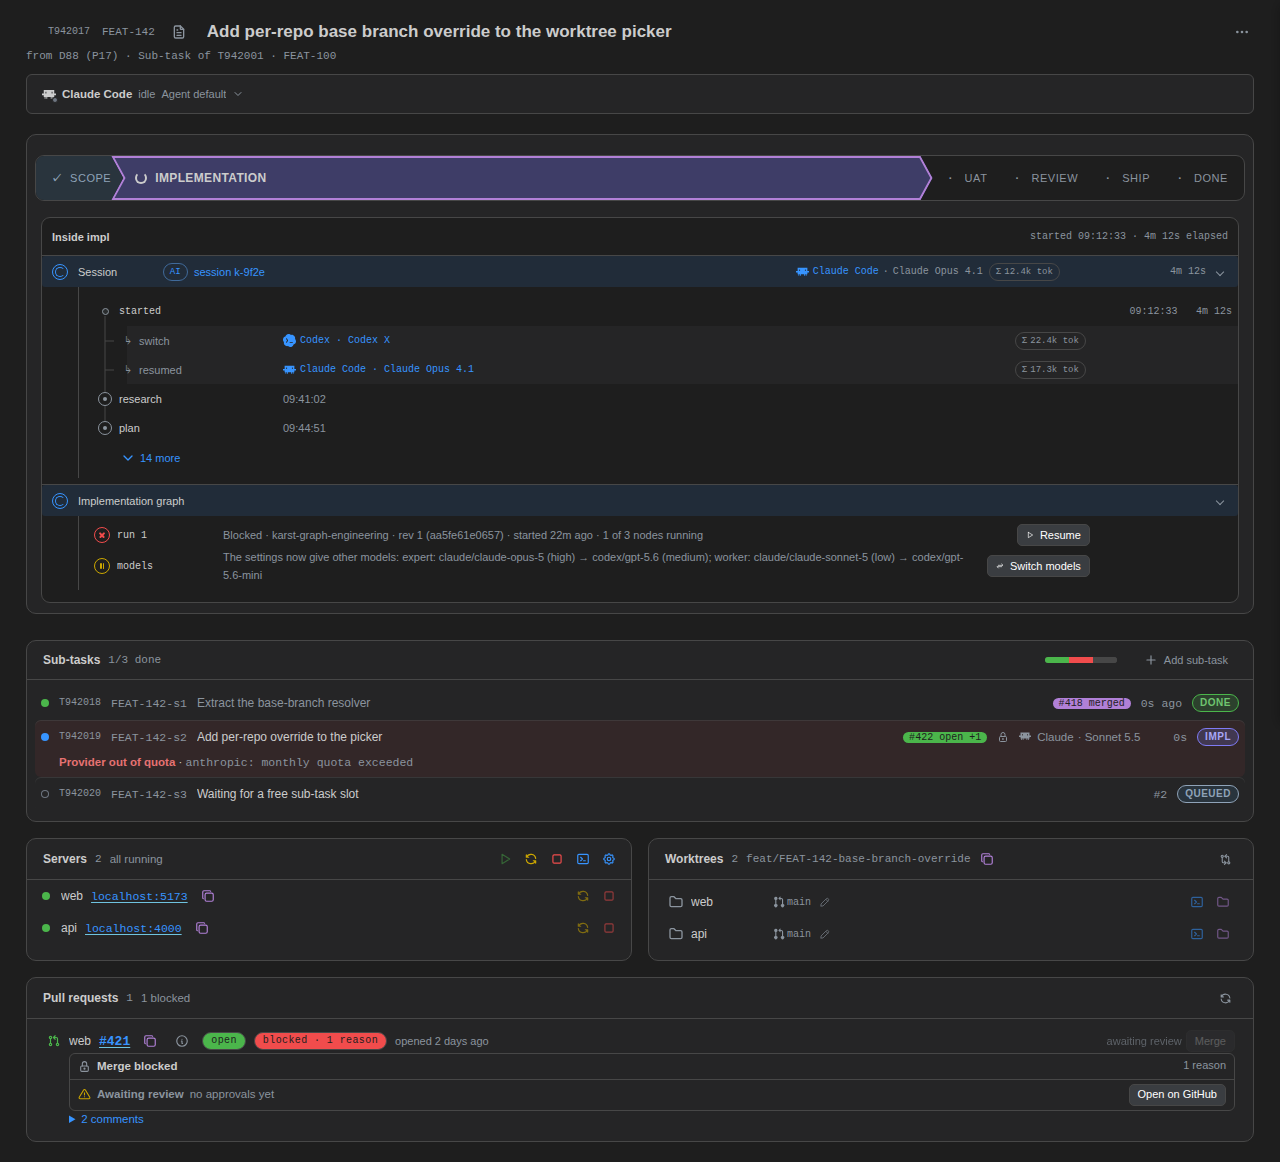 T942017 FEAT-142 Add per-repo base branch override to the worktree picker
from D88 (P17) · Sub-task of T942001 · FEAT-100
Claude Code idle Agent default
SCOPE IMPLEMENTATION · UAT · REVIEW · SHIP · DONE
Inside impl started 09:12:33 · 4m 12s elapsed
Session AI session k-9f2e Claude Code · Claude Opus 4.1 Σ 12.4k tok 4m 12s
started 09:12:33 4m 12s
↳ switch Codex · Codex X Σ 22.4k tok
↳ resumed Claude Code · Claude Opus 4.1 Σ 17.3k tok
research 09:41:02
plan 09:44:51
14 more
Implementation graph
run 1 Blocked · karst-graph-engineering · rev 1 (aa5fe61e0657) · started 22m ago · 1 of 3 nodes running Resume
models The settings now give other models: expert: claude/claude-opus-5 (high) → codex/gpt-5.6 (medium); worker: claude/claude-sonnet-5 (low) → codex/gpt-
5.6-mini Switch models
Sub-tasks 1/3 done Add sub-task
T942018 FEAT-142-s1 Extract the base-branch resolver #418 merged 0s ago DONE
T942019 FEAT-142-s2 Add per-repo override to the picker #422 open +1 Claude · Sonnet 5.5 0s IMPL
Provider out of quota · anthropic: monthly quota exceeded
T942020 FEAT-142-s3 Waiting for a free sub-task slot #2 QUEUED
Servers 2 all running
web localhost:5173
api localhost:4000
Worktrees 2 feat/FEAT-142-base-branch-override
web main
api main
Pull requests 1 1 blocked
web #421 open blocked · 1 reason opened 2 days ago awaiting review Merge
Merge blocked 1 reason
Awaiting review no approvals yet Open on GitHub
2 comments